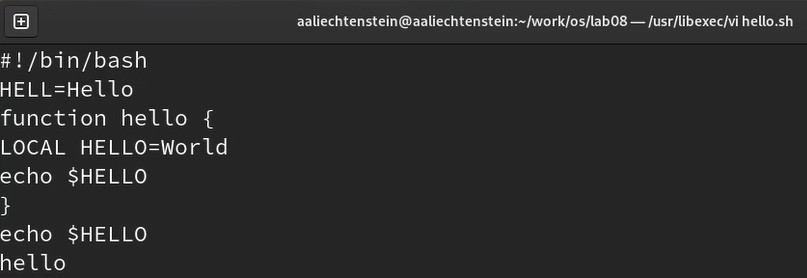 aaliechtenstein@aaliechtenstein:~/work/os/lab08 — /usr/libexec/vi hello.sh
#!/bin/bash
HELL=Hello
function hello {
LOCAL HELLO=World
echo $HELLO
}
echo $HELLO
hello